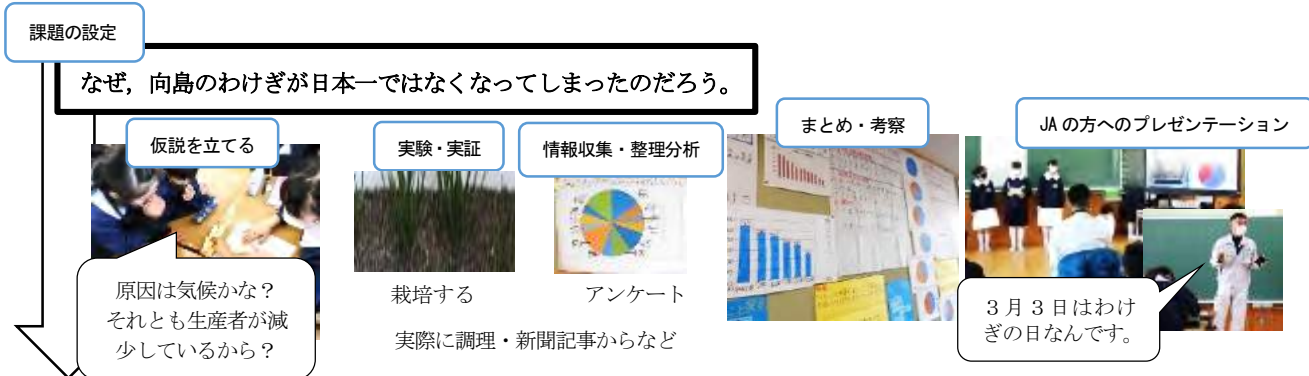 課題の設定
なぜ，向島のわけぎが日本一ではなくなってしまったのだろう。
仮説を立てる
実験・実証
情報収集・整理分析
まとめ・考察
JA の方へのプレゼンテーション
原因は気候かな？
それとも生産者が減
少しているから？
栽培する
アンケート
実際に調理・新聞記事からなど
３月３日はわけ
ぎの日なんです。